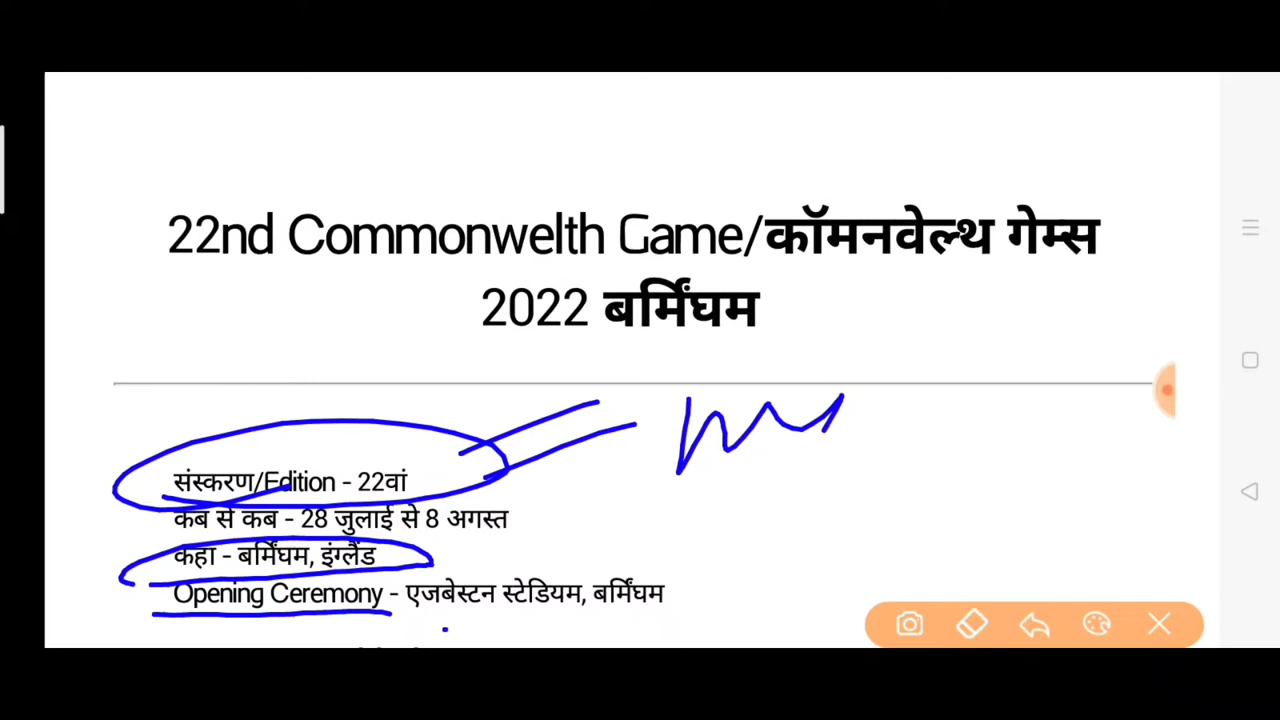 22nd Commonwelth Game/कॉमनवेल्थ गेम्स
2022 बर्मिंघम
संस्करण/Edition - 22वां
कब से कब - 28 जुलाई से 8 अगस्त
कहा - बर्मिंघम, इंग्लैंड
Opening Ceremony - एजबेस्टन स्टेडियम, बर्मिंघम